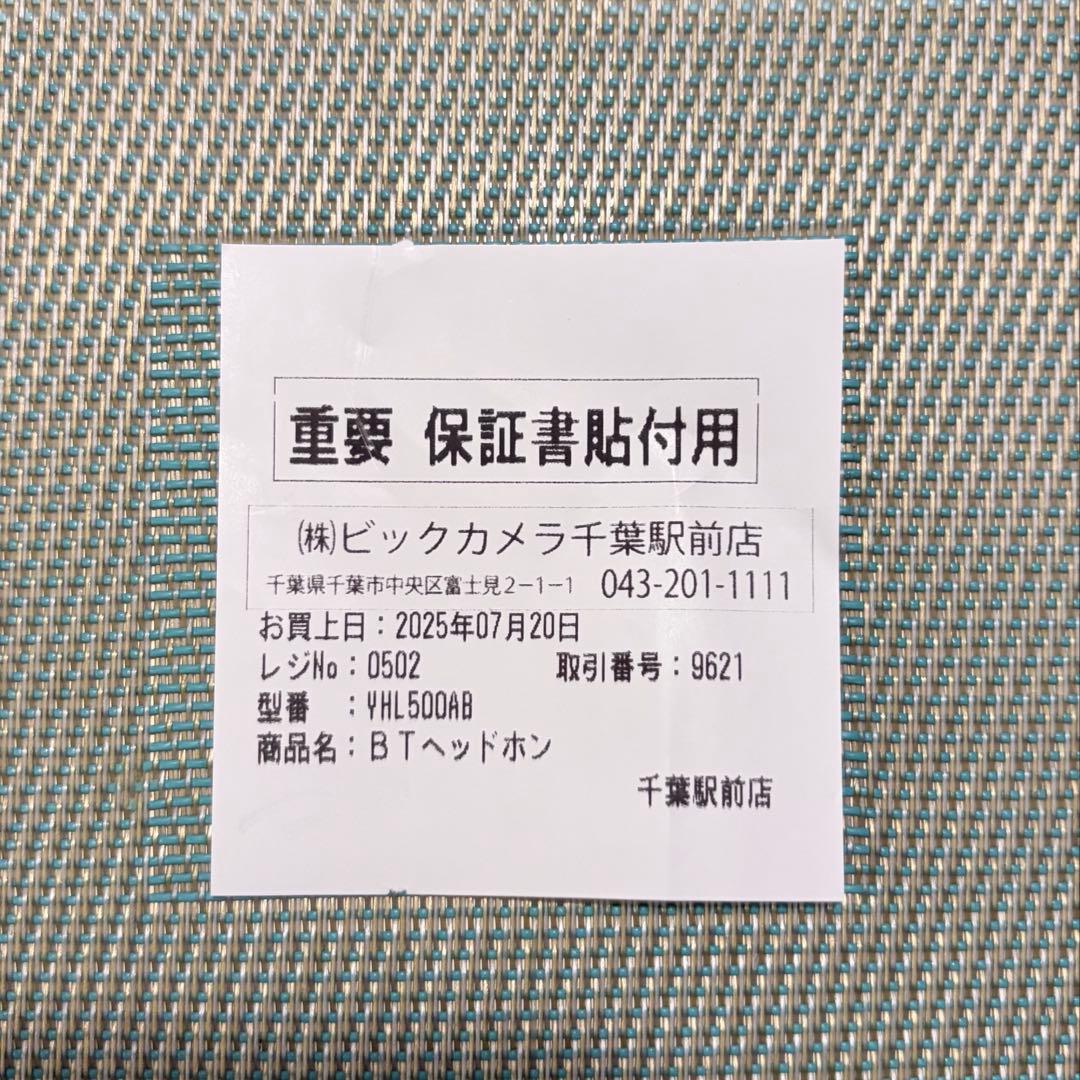 重要 保証書貼付用
㈱ビックカメラ千葉駅前店
千葉県千葉市中央区富士見2-1-1 043-201-1111
お買上日：2025年07月20日
レジNo：0502 取引番号：9621
型番 ：YHL500AB
商品名：ＢＴヘッドホン
千葉駅前店